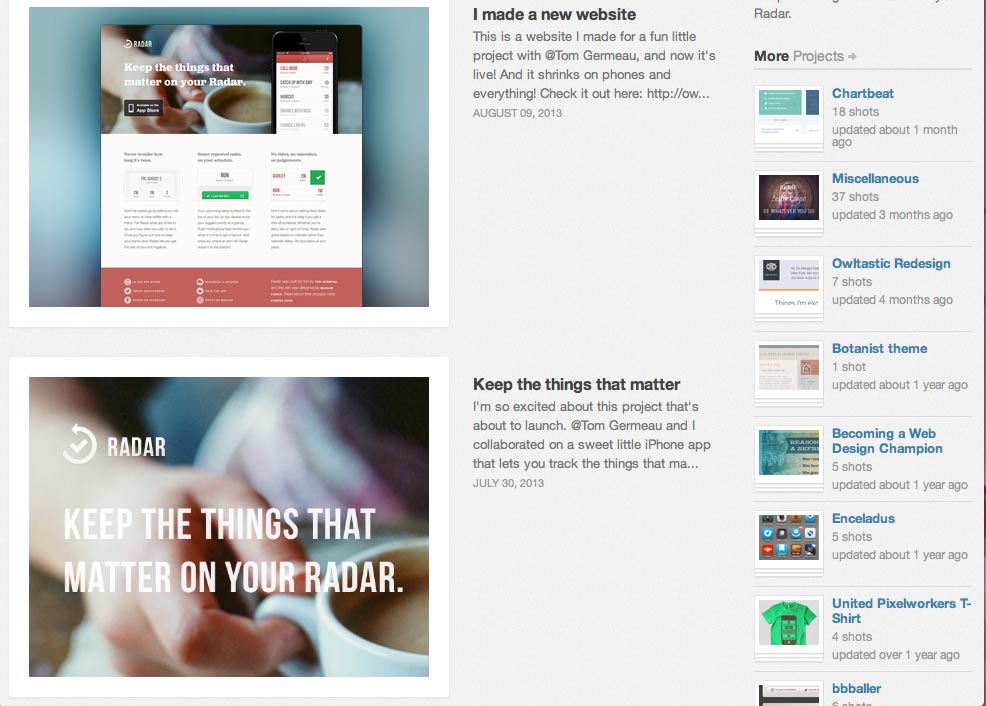 RADAR
Keep the things that
matter on your Radar.
Available on the
App Store
CALL MOM
CATCH UP WITH AMY
HAIRCUT
DRINKS WITH NICK
CHANGE LINENS
Never wonder how
long it's been.
Smart repeated tasks,
on your schedule.
No dates, no calendars,
no judgements.
FRI, AUGUST 2
RUN
ASHLEY
RUN
I made a new website
This is a website I made for a fun little
project with @Tom Germeau, and now it's
live! And it shrinks on phones and
everything! Check it out here: http://ow...
AUGUST 09, 2013
RADAR
KEEP THE THINGS THAT
MATTER ON YOUR RADAR.
Keep the things that matter
I'm so excited about this project that's
about to launch. @Tom Germeau and I
collaborated on a sweet little iPhone app
that lets you track the things that ma...
JULY 30, 2013
Radar.
More Projects
Chartbeat
18 shots
updated about 1 month
ago
Miscellaneous
37 shots
updated 3 months ago
OF WHATEVER YOU DO
Owltastic Redesign
7 shots
updated 4 months ago
Botanist theme
1 shot
updated about 1 year ago
Becoming a Web
Design Champion
5 shots
updated about 1 year ago
Enceladus
5 shots
updated about 1 year ago
United Pixelworkers T-
Shirt
4 shots
updated over 1 year ago
bbballer